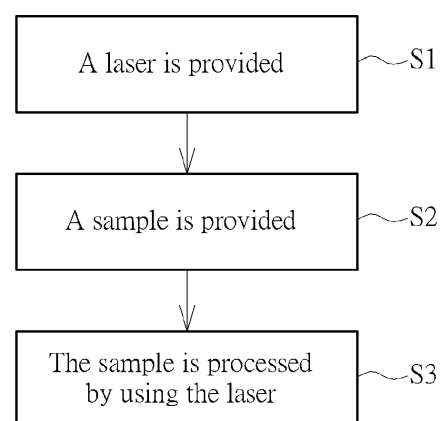 A laser is provided
S1
A sample is provided
S2
The sample is processed
by using the laser
S3